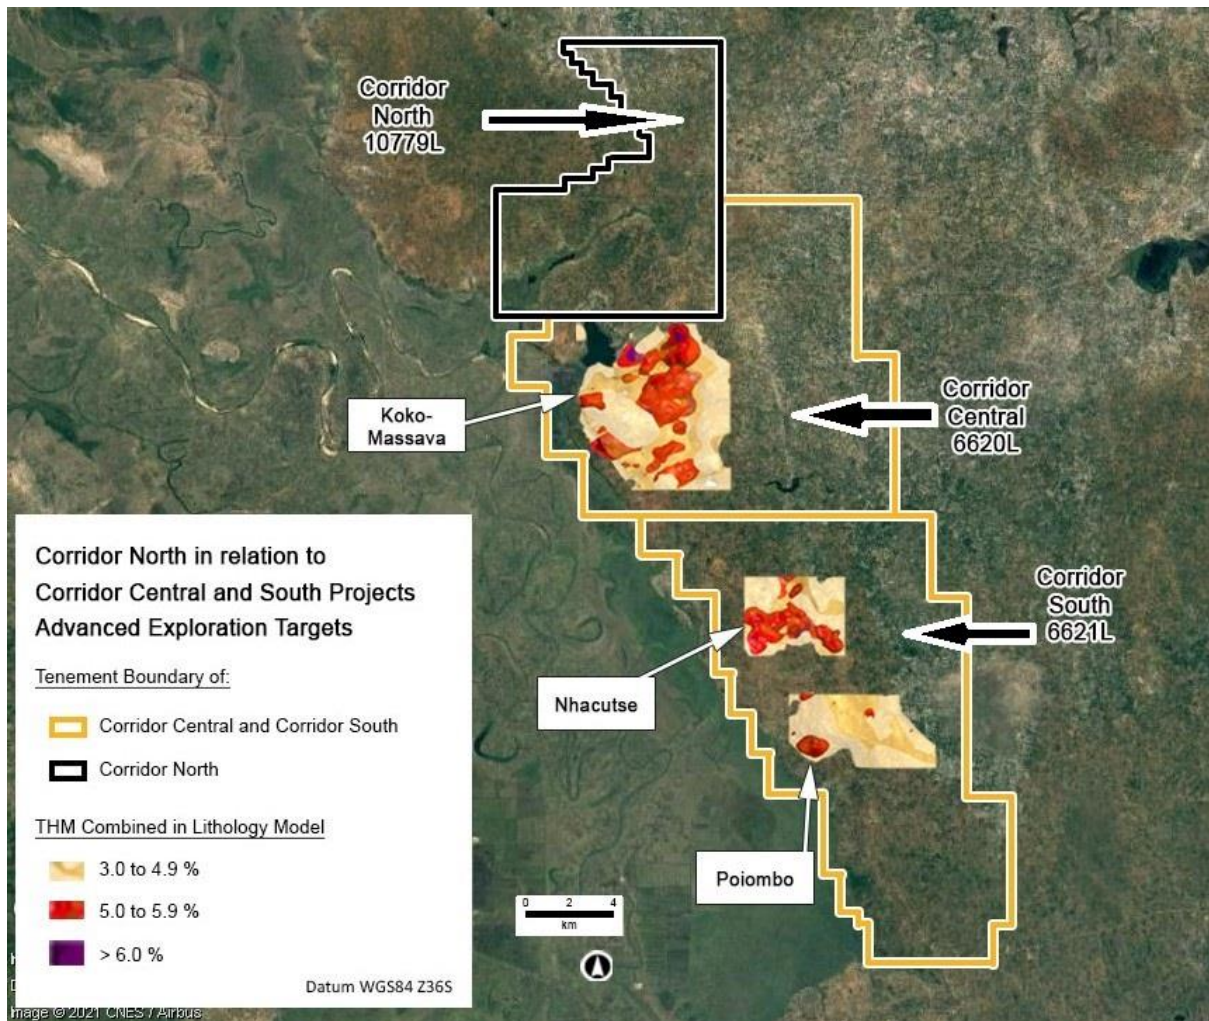 Corridor
North
10779L
Corridor
Central
6620L
Koko-
Massava
Corridor
South
6621L
Nhacutse
Poiombo
Corridor North in relation to
Corridor Central and South Projects
Advanced Exploration Targets
Tenement Boundary of:
Corridor Central and Corridor South
Corridor North
THM Combined in Lithology Model
3.0 to 4.9 %
5.0 to 5.9 %
> 6.0 %
Datum WGS84 Z36S
0 2 4
km
Image © 2021 CNES / Airbus